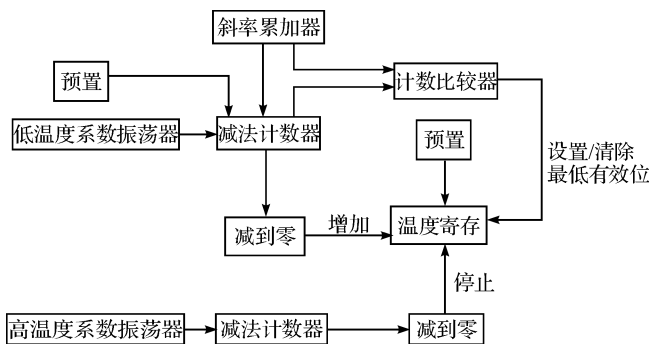 斜率累加器
预置
计数比较器
低温度系数振荡器
减法计数器
预置
设置/清除
最低有效位
减到零
增加
温度寄存
停止
高温度系数振荡器
减法计数器
减到零